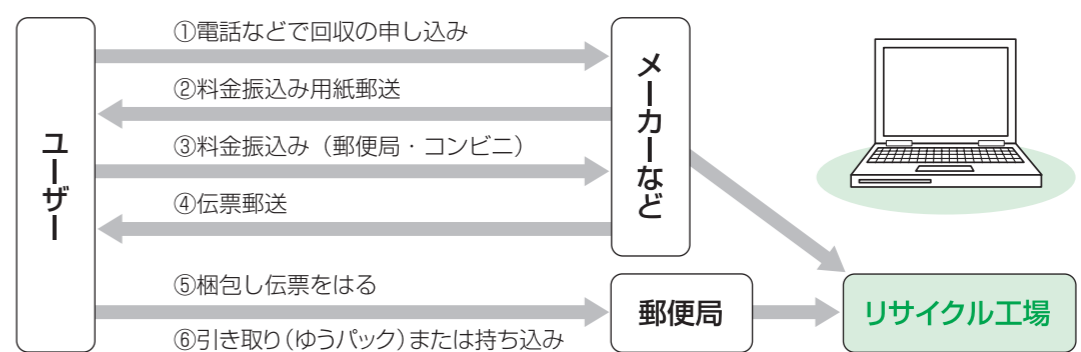 ユーザー
①電話などで回収の申し込み
②料金振込み用紙郵送
③料金振込み（郵便局・コンビニ）
④伝票郵送
⑤梱包し伝票をはる
⑥引き取り（ゆうパック）または持ち込み
メーカーなど
郵便局
リサイクル工場